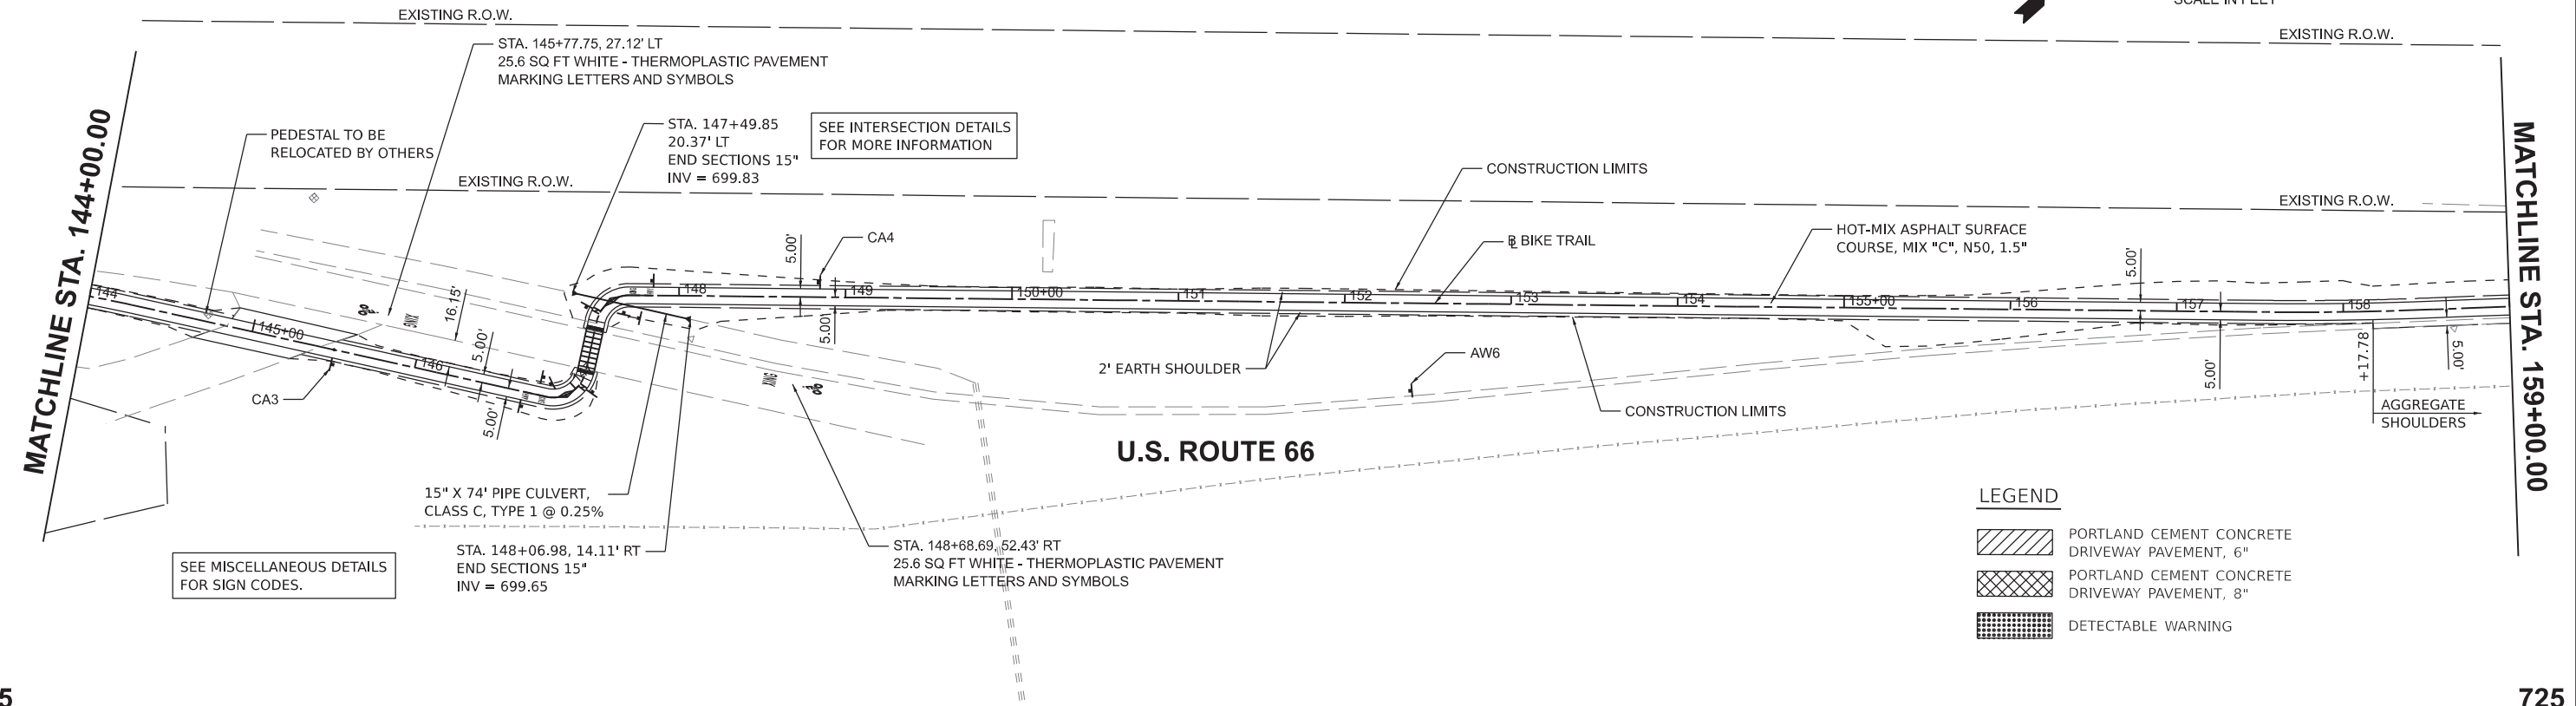 SCALE IN FEET
EXISTING R.O.W.
EXISTING R.O.W.
STA. 145+77.75, 27.12' LT
25.6 SQ FT WHITE - THERMOPLASTIC PAVEMENT
MARKING LETTERS AND SYMBOLS
MATCHLINE STA. 144+00.00
PEDESTAL TO BE
RELOCATED BY OTHERS
STA. 147+49.85
20.37' LT
END SECTIONS 15"
INV = 699.83
SEE INTERSECTION DETAILS
FOR MORE INFORMATION
CONSTRUCTION LIMITS
EXISTING R.O.W.
EXISTING R.O.W.
MATCHLINE STA. 159+00.00
CA4
℄ BIKE TRAIL
HOT-MIX ASPHALT SURFACE
COURSE, MIX "C", N50, 1.5"
5.00'
5.00'
144
145+00
146
148
149
150+00
151
152
153
154
155+00
156
157
158
XING
16.15'
5.00'
5.00'
5.00'
5.00'
5.00'
+17.78'
CA3
XING
2' EARTH SHOULDER
AW6
CONSTRUCTION LIMITS
AGGREGATE
SHOULDERS
U.S. ROUTE 66
15" X 74' PIPE CULVERT,
CLASS C, TYPE 1 @ 0.25%
STA. 148+06.98, 14.11' RT
END SECTIONS 15"
INV = 699.65
STA. 148+68.69, 52.43' RT
25.6 SQ FT WHITE - THERMOPLASTIC PAVEMENT
MARKING LETTERS AND SYMBOLS
SEE MISCELLANEOUS DETAILS
FOR SIGN CODES.
LEGEND
PORTLAND CEMENT CONCRETE
DRIVEWAY PAVEMENT, 6"
PORTLAND CEMENT CONCRETE
DRIVEWAY PAVEMENT, 8"
DETECTABLE WARNING
5
725